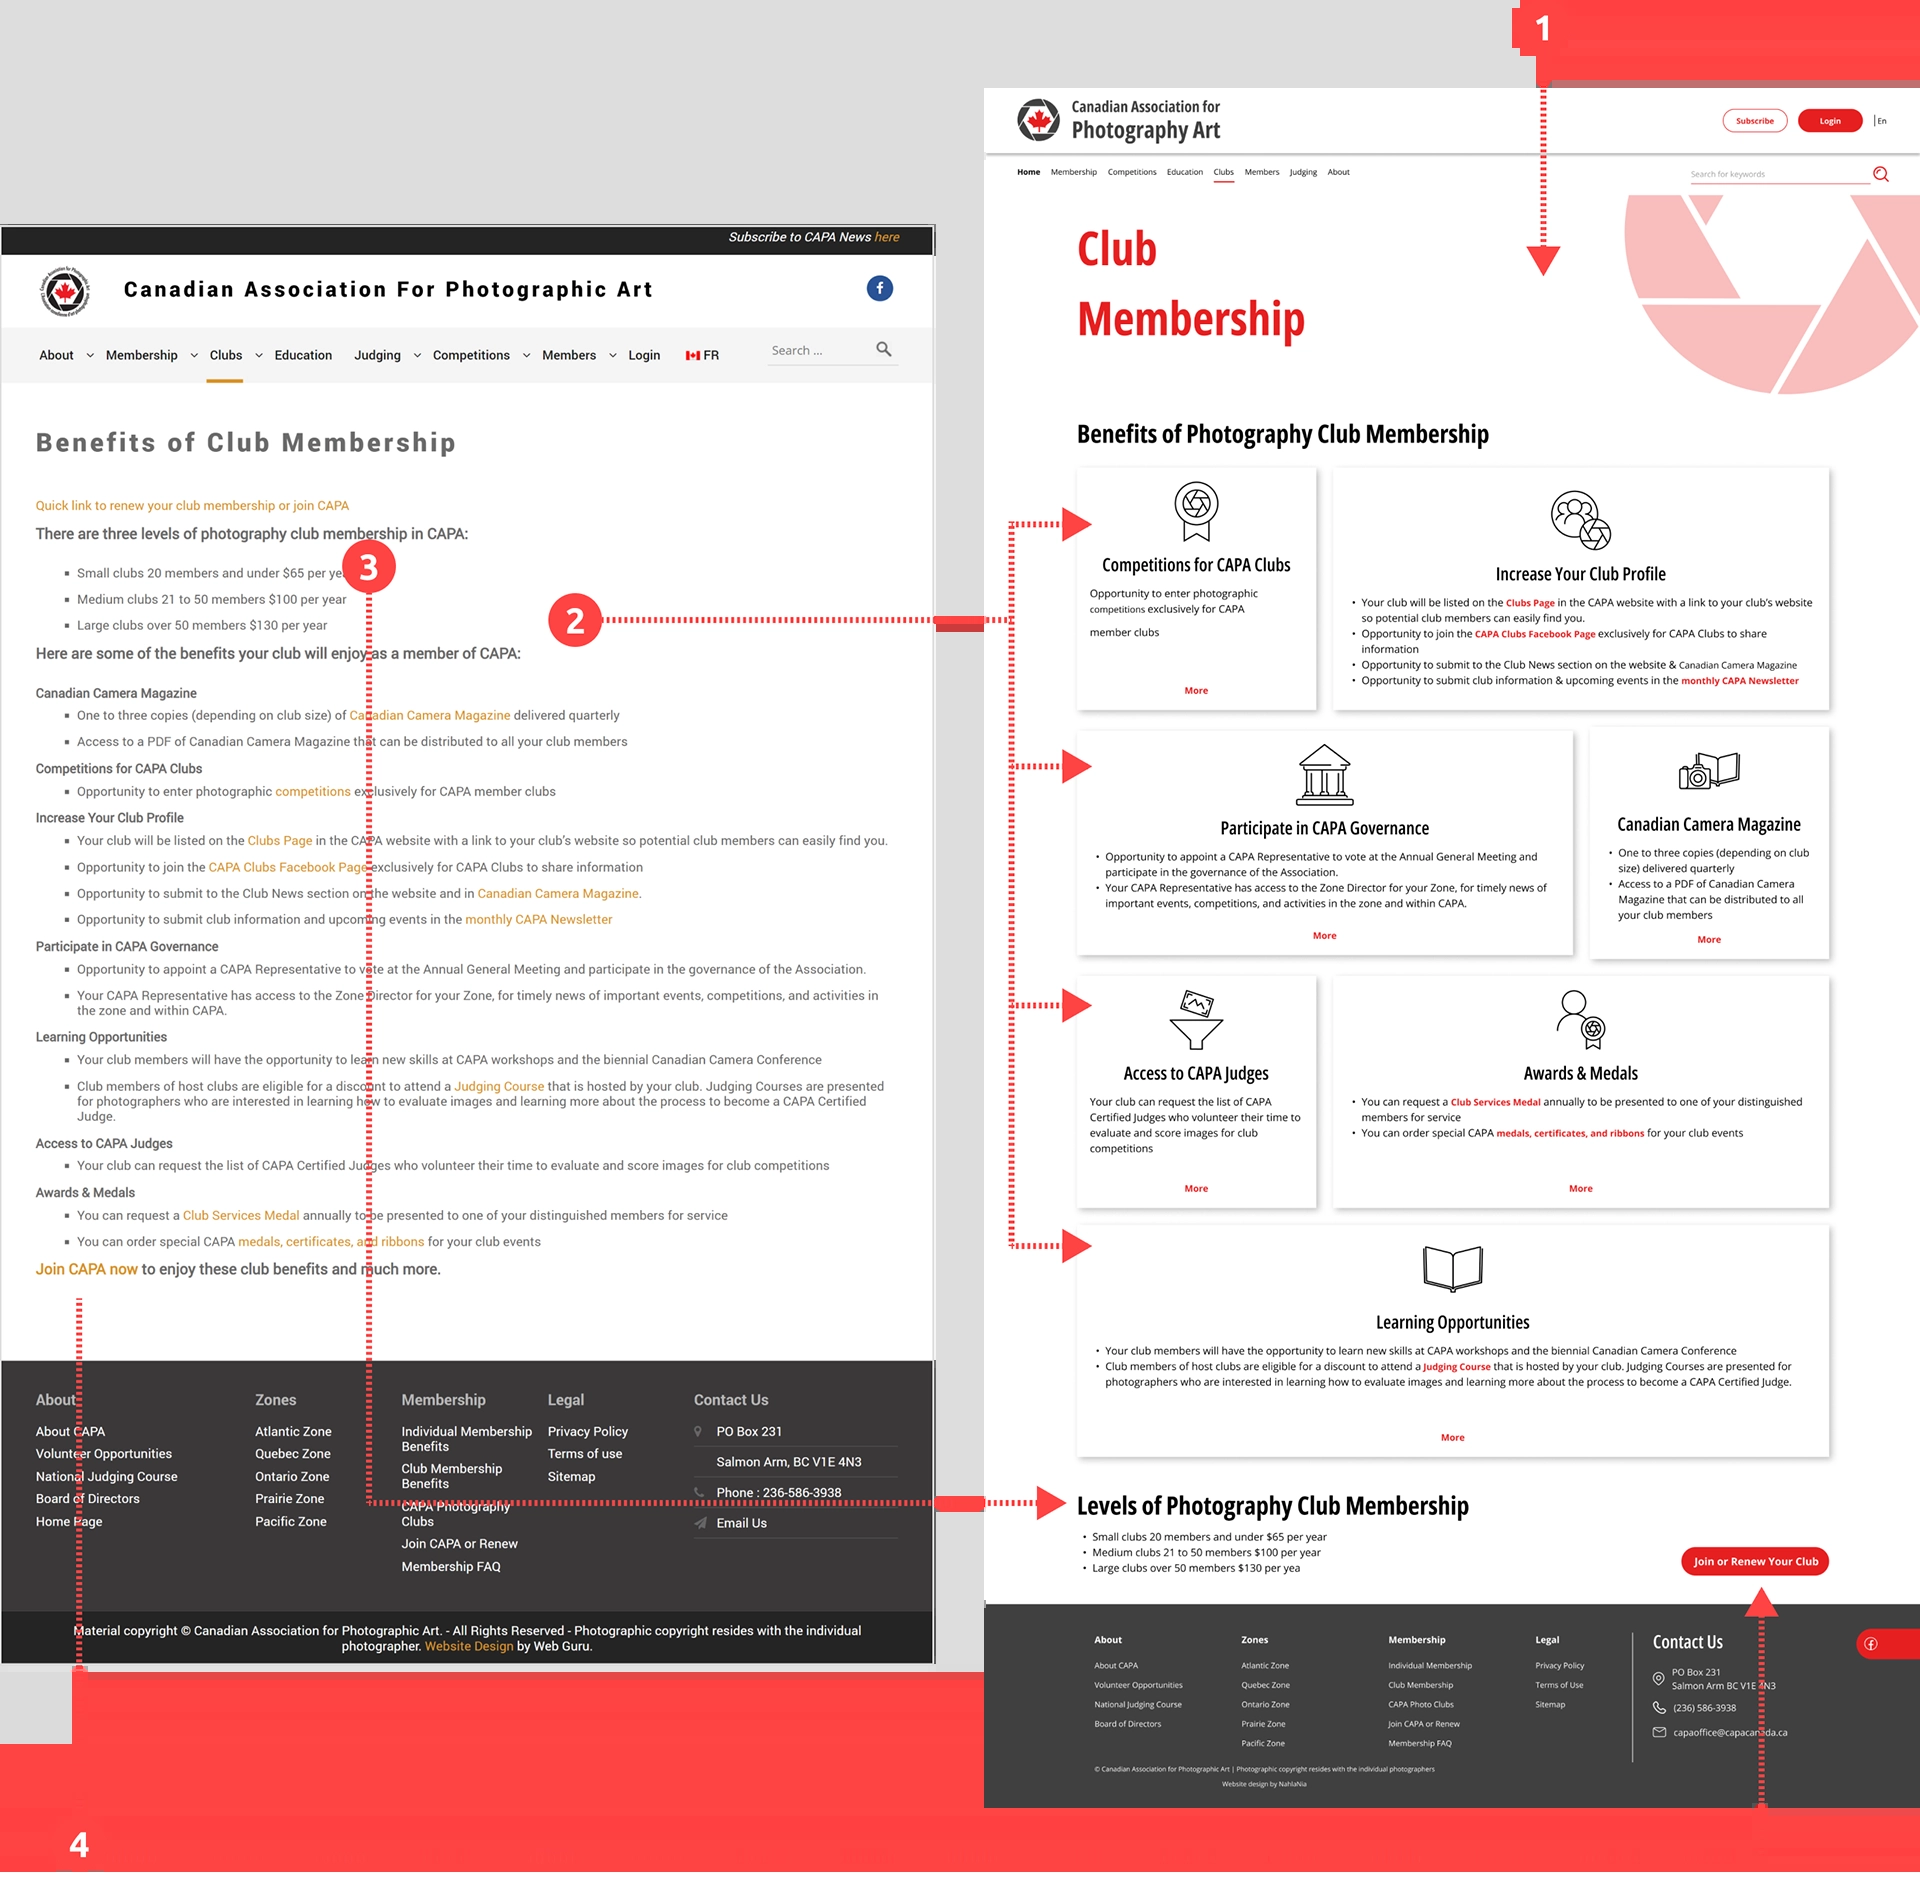 1
Subscribe to CAPA News here
Canadian Association For Photographic Art
About
Membership
Clubs
Education
Judging
Competitions
Members
Login
FR
Search ...
Benefits of Club Membership
Quick link to renew your club membership or join CAPA
There are three levels of photography club membership in CAPA:
3
Small clubs 20 members and under $65 per
Medium clubs 21 to 50 members $100 per year
Large clubs over 50 members $130 per year
2
Here are some of the benefits your club will enjoy as a member of CAPA:
Canadian Camera Magazine
One to three copies (depending on club size) of Canadian Camera Magazine delivered quarterly
Access to a PDF of Canadian Camera Magazine that can be distributed to all your club members
Competitions for CAPA Clubs
Opportunity to enter photographic competitions exclusively for CAPA member clubs
Increase Your Club Profile
Your club will be listed on the Clubs Page in the CAPA website with a link to your club's website so potential club members can easily find you.
Opportunity to join the CAPA Clubs Facebook Page exclusively for CAPA Clubs to share information
Opportunity to submit to the Club News section on the website and in Canadian Camera Magazine.
Opportunity to submit club information and upcoming events in the monthly CAPA Newsletter
Participate in CAPA Governance
Opportunity to appoint a CAPA Representative to vote at the Annual General Meeting and participate in the governance of the Association.
Your CAPA Representative has access to the Zone Director for your Zone, for timely news of important events, competitions, and activities in
the zone and within CAPA.
Learning Opportunities
Your club members will have the opportunity to learn new skills at CAPA workshops and the biennial Canadian Camera Conference
Club members of host clubs are eligible for a discount to attend a Judging Course that is hosted by your club. Judging Courses are presented
for photographers who are interested in learning how to evaluate images and learning more about the process to become a CAPA Certified
Judge.
Access to CAPA Judges
Your club can request the list of CAPA Certified Judges who volunteer their time to evaluate and score images for club competitions
Awards & Medals
You can request a Club Services Medal annually to be presented to one of your distinguished members for service
You can order special CAPA medals, certificates, and ribbons for your club events
Join CAPA now to enjoy these club benefits and much more.
About
About CAPA
Volunteer Opportunities
National Judging Course
Board of Directors
Home Page
Zones
Atlantic Zone
Quebec Zone
Ontario Zone
Prairie Zone
Pacific Zone
Membership
Individual Membership
Benefits
Club Membership
Benefits
CAPA Photography
Clubs
Join CAPA or Renew
Membership FAQ
Legal
Privacy Policy
Terms of use
Sitemap
Contact Us
PO Box 231
Salmon Arm, BC V1E 4N3
Phone : 236-586-3938
Email Us
Material copyright © Canadian Association for Photographic Art. - All Rights Reserved - Photographic copyright resides with the individual
photographer. Website Design by Web Guru.
4
Canadian Association for
Photography Art
Subscribe
Login
En
Home
Membership
Competitions
Education
Clubs
Members
Judging
About
Search for keywords
Club
Membership
Benefits of Photography Club Membership
Competitions for CAPA Clubs
Opportunity to enter photographic
competitions exclusively for CAPA
member clubs
More
Increase Your Club Profile
Your club will be listed on the Clubs Page in the CAPA website with a link to your club's website
so potential club members can easily find you.
Opportunity to join the CAPA Clubs Facebook Page exclusively for CAPA Clubs to share
information
Opportunity to submit to the Club News section on the website & Canadian Camera Magazine
Opportunity to submit club information & upcoming events in the monthly CAPA Newsletter
Participate in CAPA Governance
Opportunity to appoint a CAPA Representative to vote at the Annual General Meeting and
participate in the governance of the Association.
Your CAPA Representative has access to the Zone Director for your Zone, for timely news of
important events, competitions, and activities in the zone and within CAPA.
More
Canadian Camera Magazine
One to three copies (depending on club
size) delivered quarterly
Access to a PDF of Canadian Camera
Magazine that can be distributed to all
your club members
More
Access to CAPA Judges
Your club can request the list of CAPA
Certified Judges who volunteer their time to
evaluate and score images for club
competitions
More
Awards & Medals
You can request a Club Services Medal annually to be presented to one of your distinguished
members for service
You can order special CAPA medals, certificates, and ribbons for your club events
More
Learning Opportunities
Your club members will have the opportunity to learn new skills at CAPA workshops and the biennial Canadian Camera Conference
Club members of host clubs are eligible for a discount to attend a Judging Course that is hosted by your club. Judging Courses are presented for
photographers who are interested in learning how to evaluate images and learning more about the process to become a CAPA Certified Judge.
More
Levels of Photography Club Membership
Small clubs 20 members and under $65 per year
Medium clubs 21 to 50 members $100 per year
Large clubs over 50 members $130 per yea
Join or Renew Your Club
About
About CAPA
Volunteer Opportunities
National Judging Course
Board of Directors
Zones
Atlantic Zone
Quebec Zone
Ontario Zone
Prairie Zone
Pacific Zone
Membership
Individual Membership
Club Membership
CAPA Photo Clubs
Join CAPA or Renew
Membership FAQ
Legal
Privacy Policy
Terms of Use
Sitemap
Contact Us
PO Box 231
Salmon Arm BC V1E 4N3
(236) 586-3938
capaoffice@capacanada.ca
© Canadian Association for Photographic Art | Photographic copyright resides with the individual photographers
Website design by NahlaNia